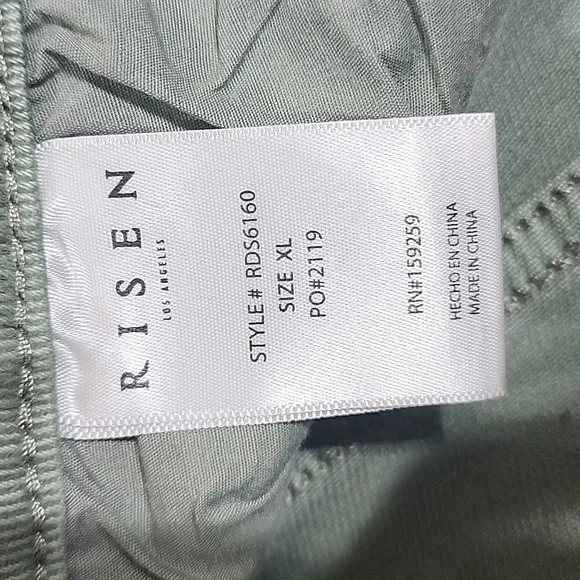 RISEN
LOS ANGELES
STYLE# RDS6160
SIZE XL
PO#2119
RN#159259
HECHO EN CHINA
MADE IN CHINA